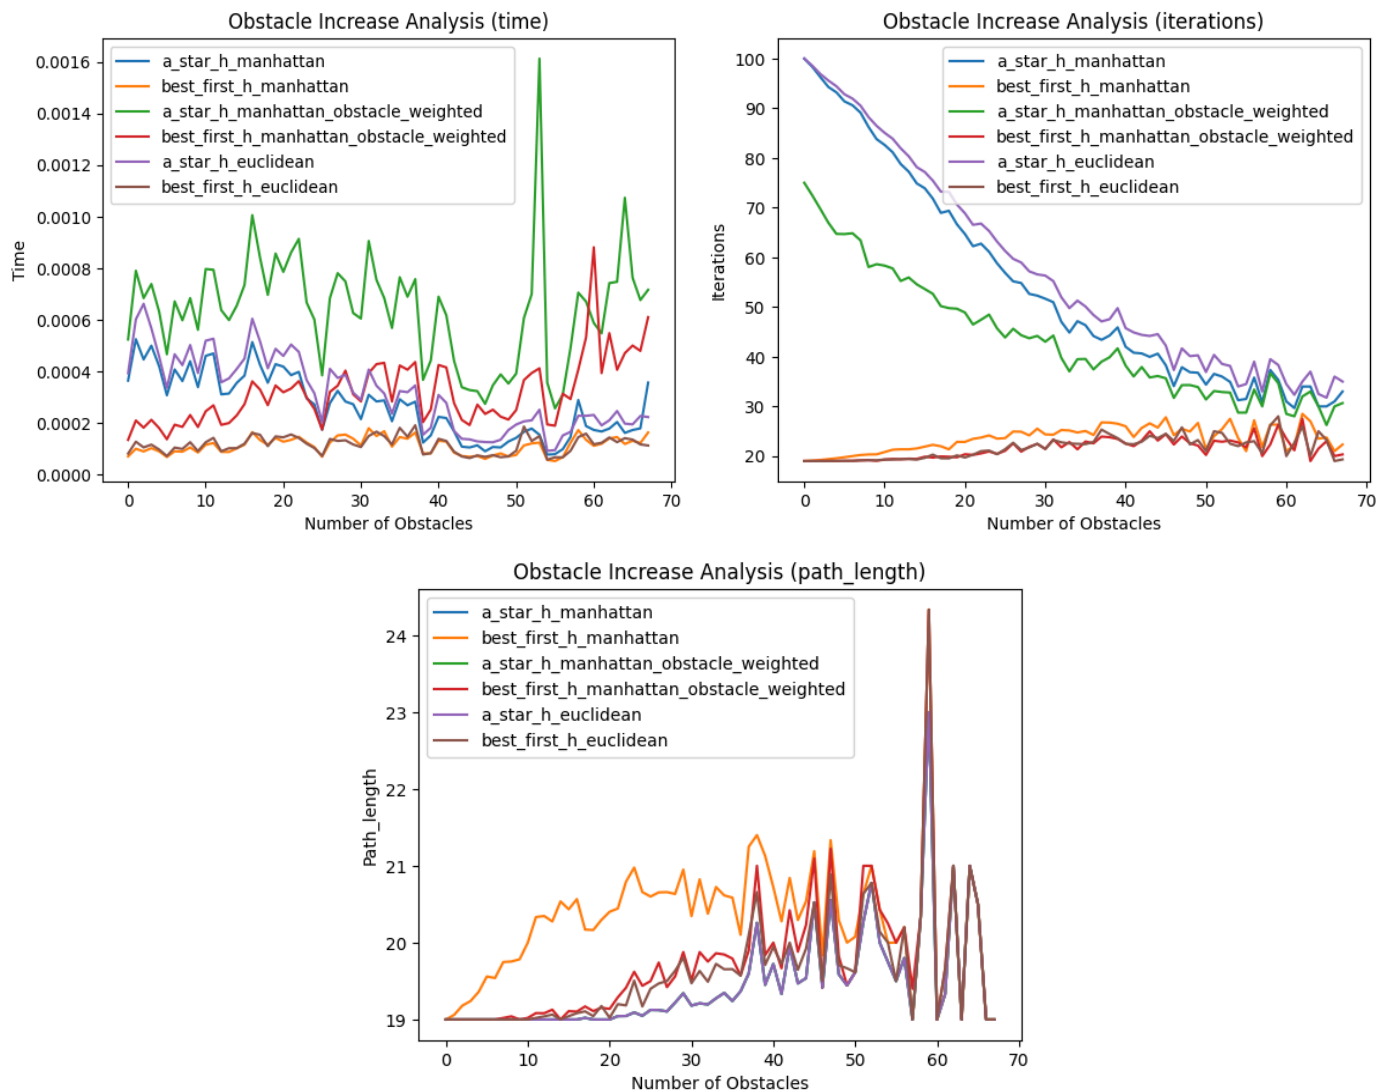 Obstacle Increase Analysis (time)
a_star_h_manhattan
best_first_h_manhattan
a_star_h_manhattan_obstacle_weighted
best_first_h_manhattan_obstacle_weighted
a_star_h_euclidean
best_first_h_euclidean
0.0016
0.0014
0.0012
0.0010
0.0008
0.0006
0.0004
0.0002
0.0000
Time
0 10 20 30 40 50 60 70
Number of Obstacles
Obstacle Increase Analysis (iterations)
a_star_h_manhattan
best_first_h_manhattan
a_star_h_manhattan_obstacle_weighted
best_first_h_manhattan_obstacle_weighted
a_star_h_euclidean
best_first_h_euclidean
100
90
80
70
60
50
40
30
20
Iterations
0 10 20 30 40 50 60 70
Number of Obstacles
Obstacle Increase Analysis (path_length)
a_star_h_manhattan
best_first_h_manhattan
a_star_h_manhattan_obstacle_weighted
best_first_h_manhattan_obstacle_weighted
a_star_h_euclidean
best_first_h_euclidean
24
23
22
21
20
19
Path_length
0 10 20 30 40 50 60 70
Number of Obstacles